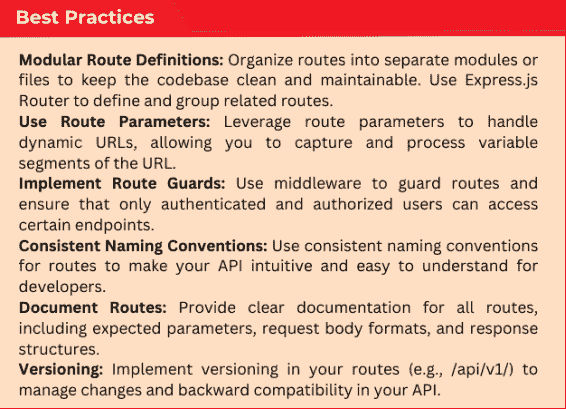 Best Practices
Modular Route Definitions: Organize routes into separate modules or
files to keep the codebase clean and maintainable. Use Express.js
Router to define and group related routes.
Use Route Parameters: Leverage route parameters to handle
dynamic URLs, allowing you to capture and process variable
segments of the URL.
Implement Route Guards: Use middleware to guard routes and
ensure that only authenticated and authorized users can access
certain endpoints.
Consistent Naming Conventions: Use consistent naming conventions
for routes to make your API intuitive and easy to understand for
developers.
Document Routes: Provide clear documentation for all routes,
including expected parameters, request body formats, and response
structures.
Versioning: Implement versioning in your routes (e.g., /api/v1/) to
manage changes and backward compatibility in your API.